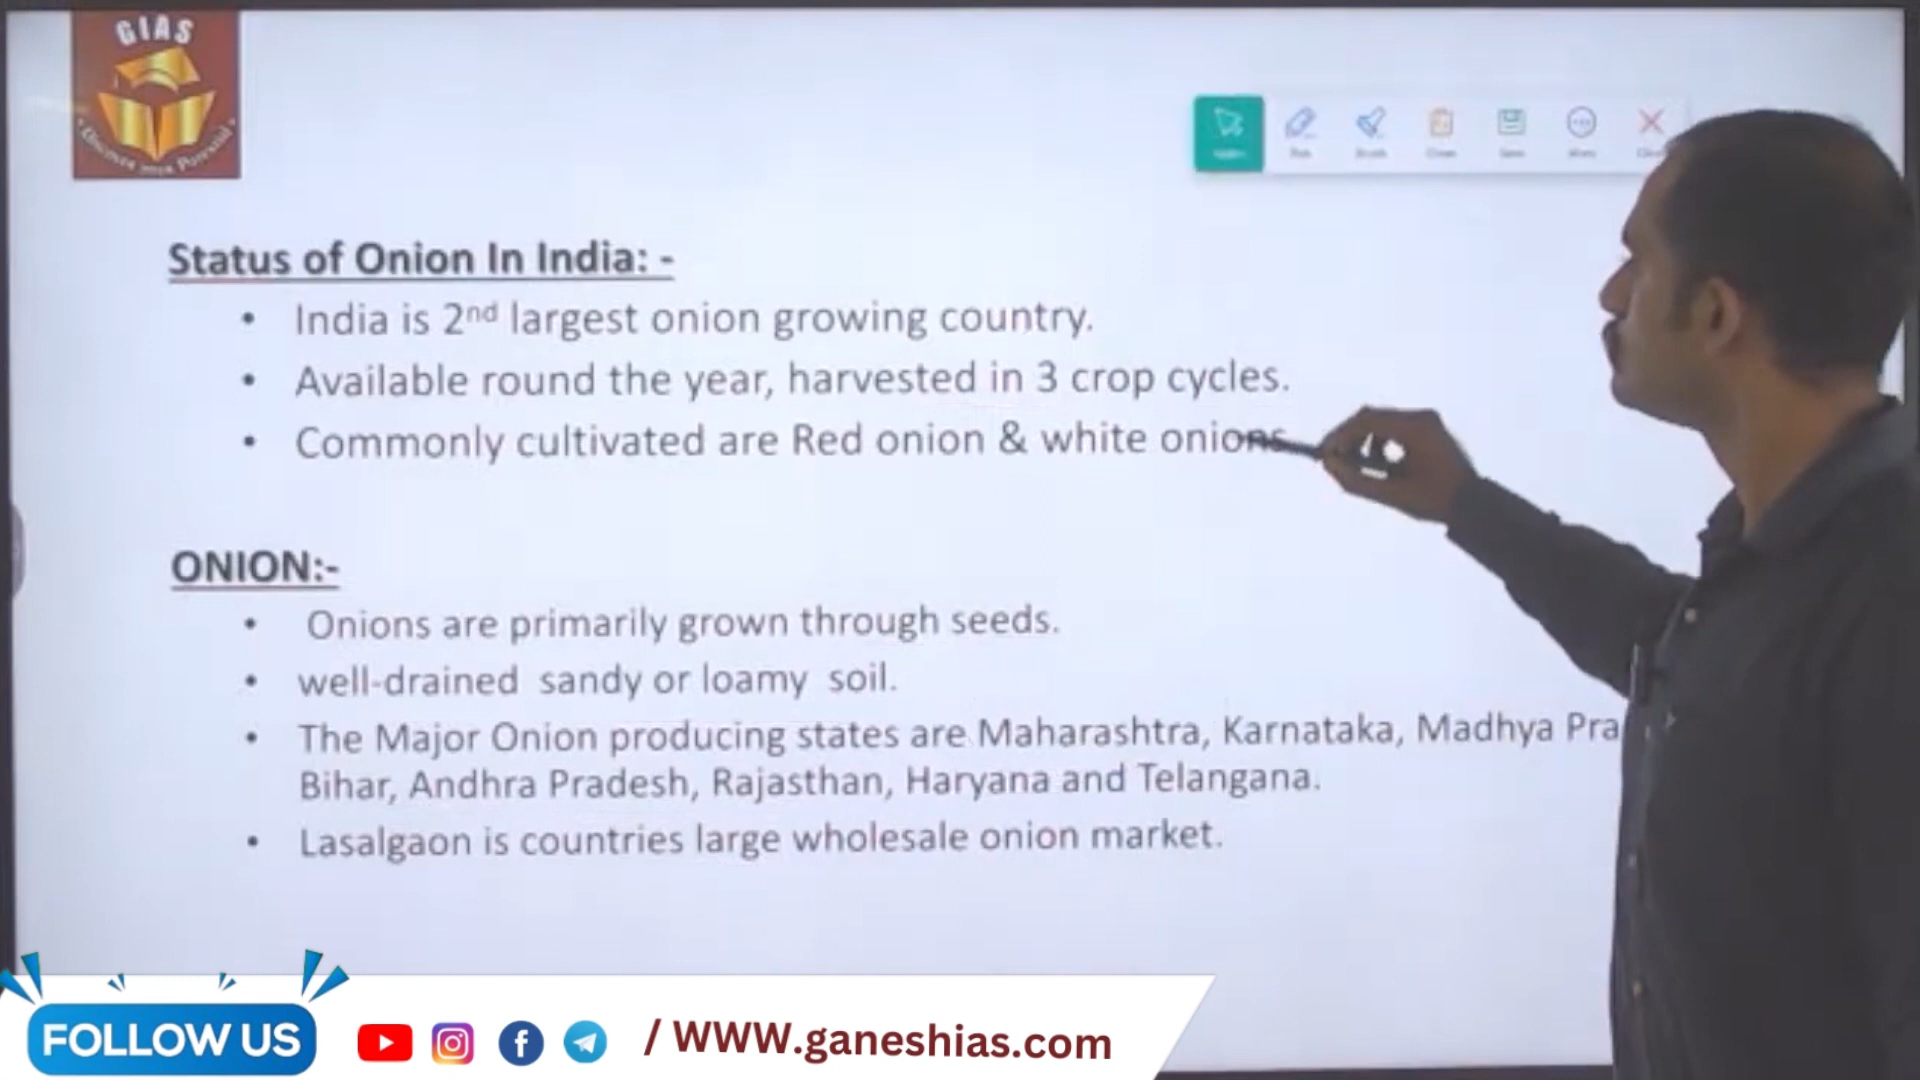 GIAS
Discover your Potential
Status of Onion In India: -
• India is 2nd largest onion growing country.
• Available round the year, harvested in 3 crop cycles.
• Commonly cultivated are Red onion & white onions
ONION:-
• Onions are primarily grown through seeds.
• well-drained sandy or loamy soil.
• The Major Onion producing states are Maharashtra, Karnataka, Madhya Pra
Bihar, Andhra Pradesh, Rajasthan, Haryana and Telangana.
• Lasalgaon is countries large wholesale onion market.
FOLLOW US
/ WWW.ganeshias.com